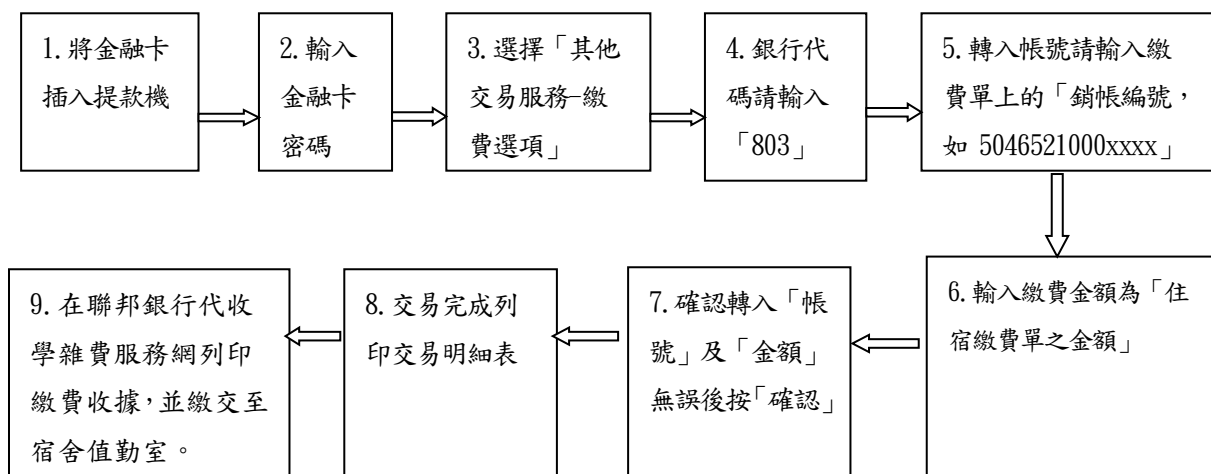 1.將金融卡
插入提款機
2.輸入
金融卡
密碼
3.選擇「其他
交易服務-繳
費選項」
4.銀行代
碼請輸入
「803」
5.轉入帳號請輸入繳
費單上的「銷帳編號，
如 5046521000xxxx」
6.輸入繳費金額為「住
宿繳費單之金額」
7.確認轉入「帳
號」及「金額」
無誤後按「確認」
8.交易完成列
印交易明細表
9.在聯邦銀行代收
學雜費服務網列印
繳費收據，並繳交至
宿舍值勤室。